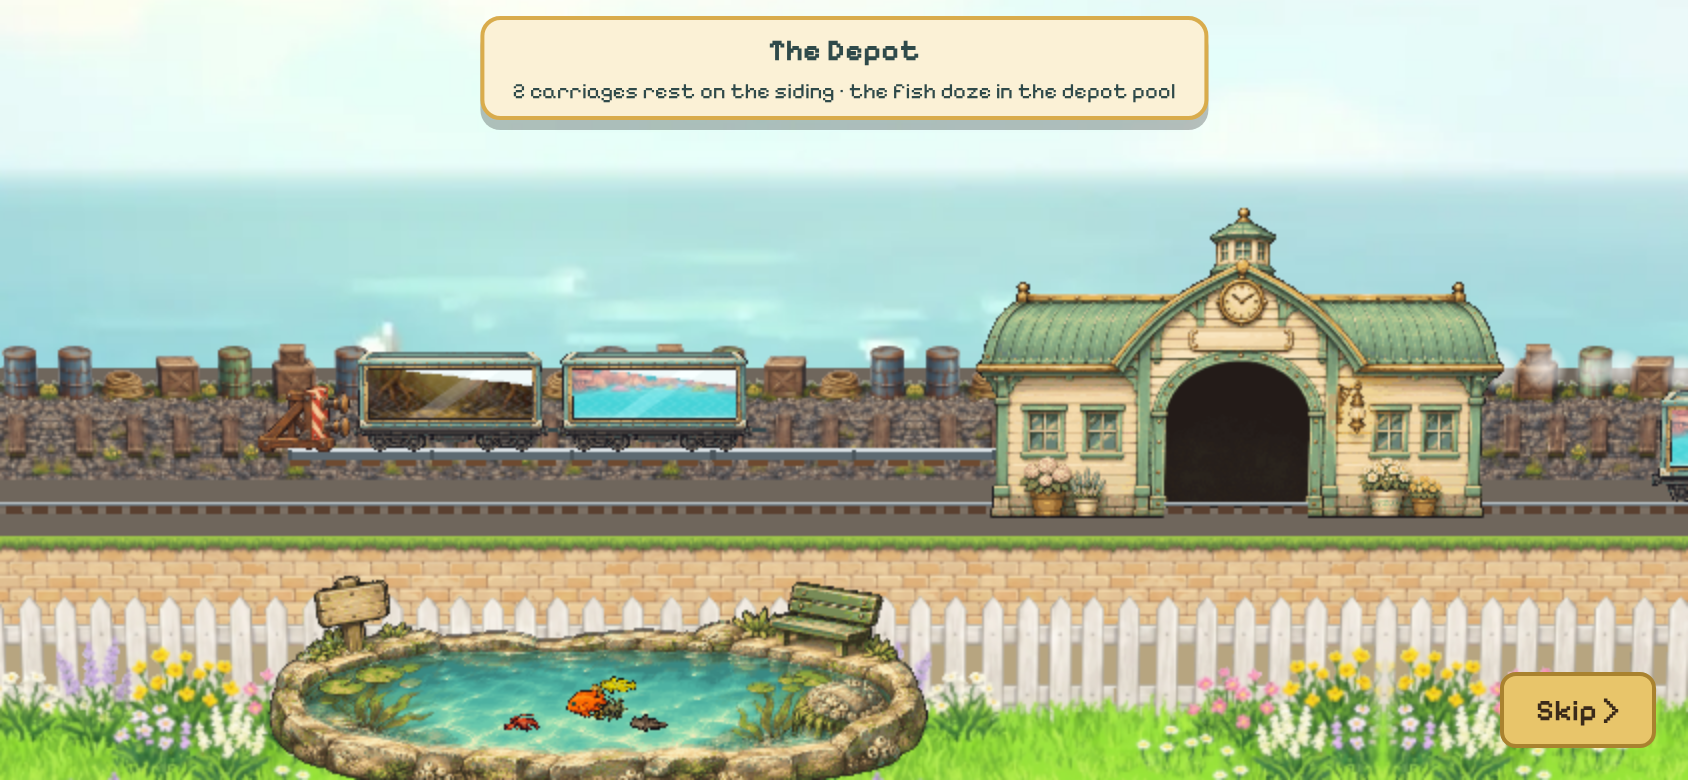 The Depot
2 carriages rest on the siding · the fish doze in the depot pool
Skip >